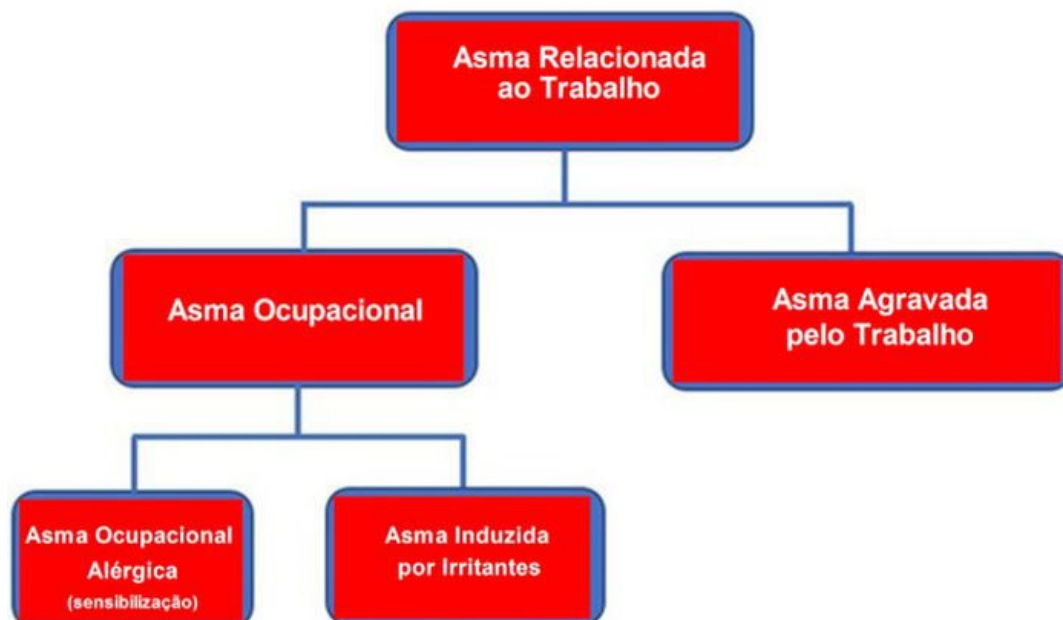 Asma Relacionada
ao Trabalho
Asma Ocupacional
Asma Agravada
pelo Trabalho
Asma Ocupacional
Alérgica
(sensibilização)
Asma Induzida
por Irritantes